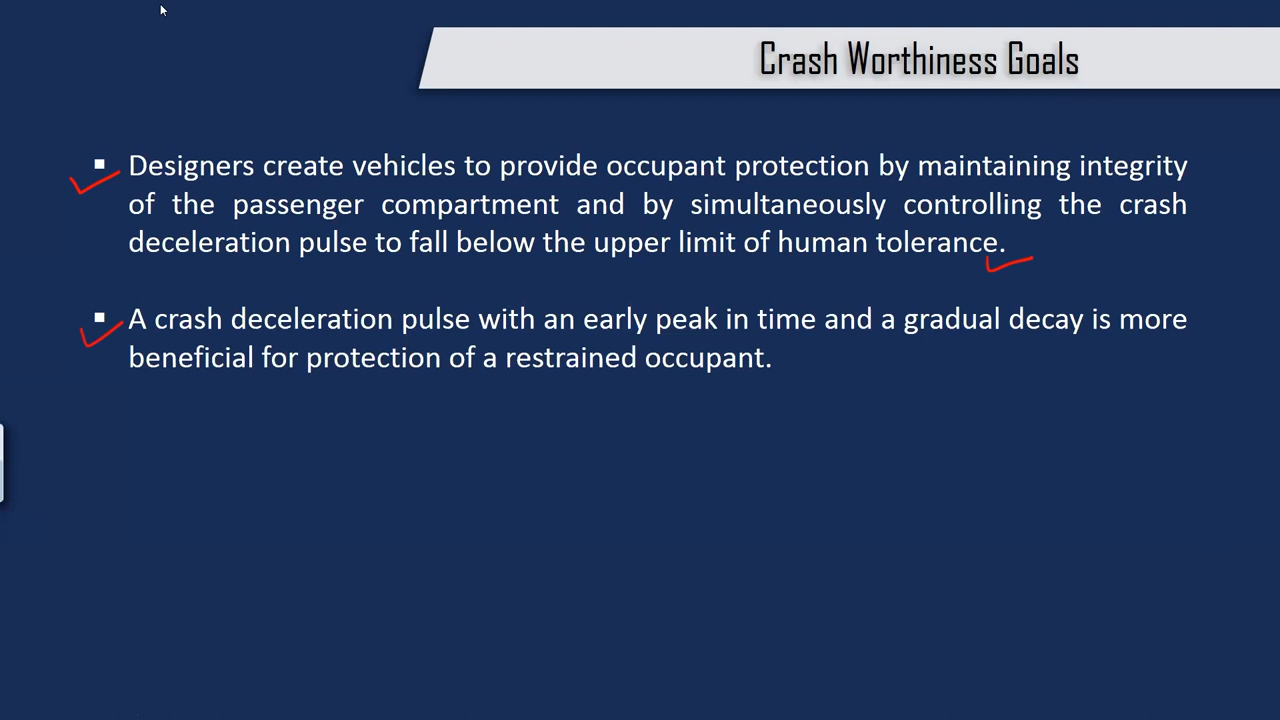 Crash Worthiness Goals
▪ Designers create vehicles to provide occupant protection by maintaining integrity
of the passenger compartment and by simultaneously controlling the crash
deceleration pulse to fall below the upper limit of human tolerance.
▪ A crash deceleration pulse with an early peak in time and a gradual decay is more
beneficial for protection of a restrained occupant.